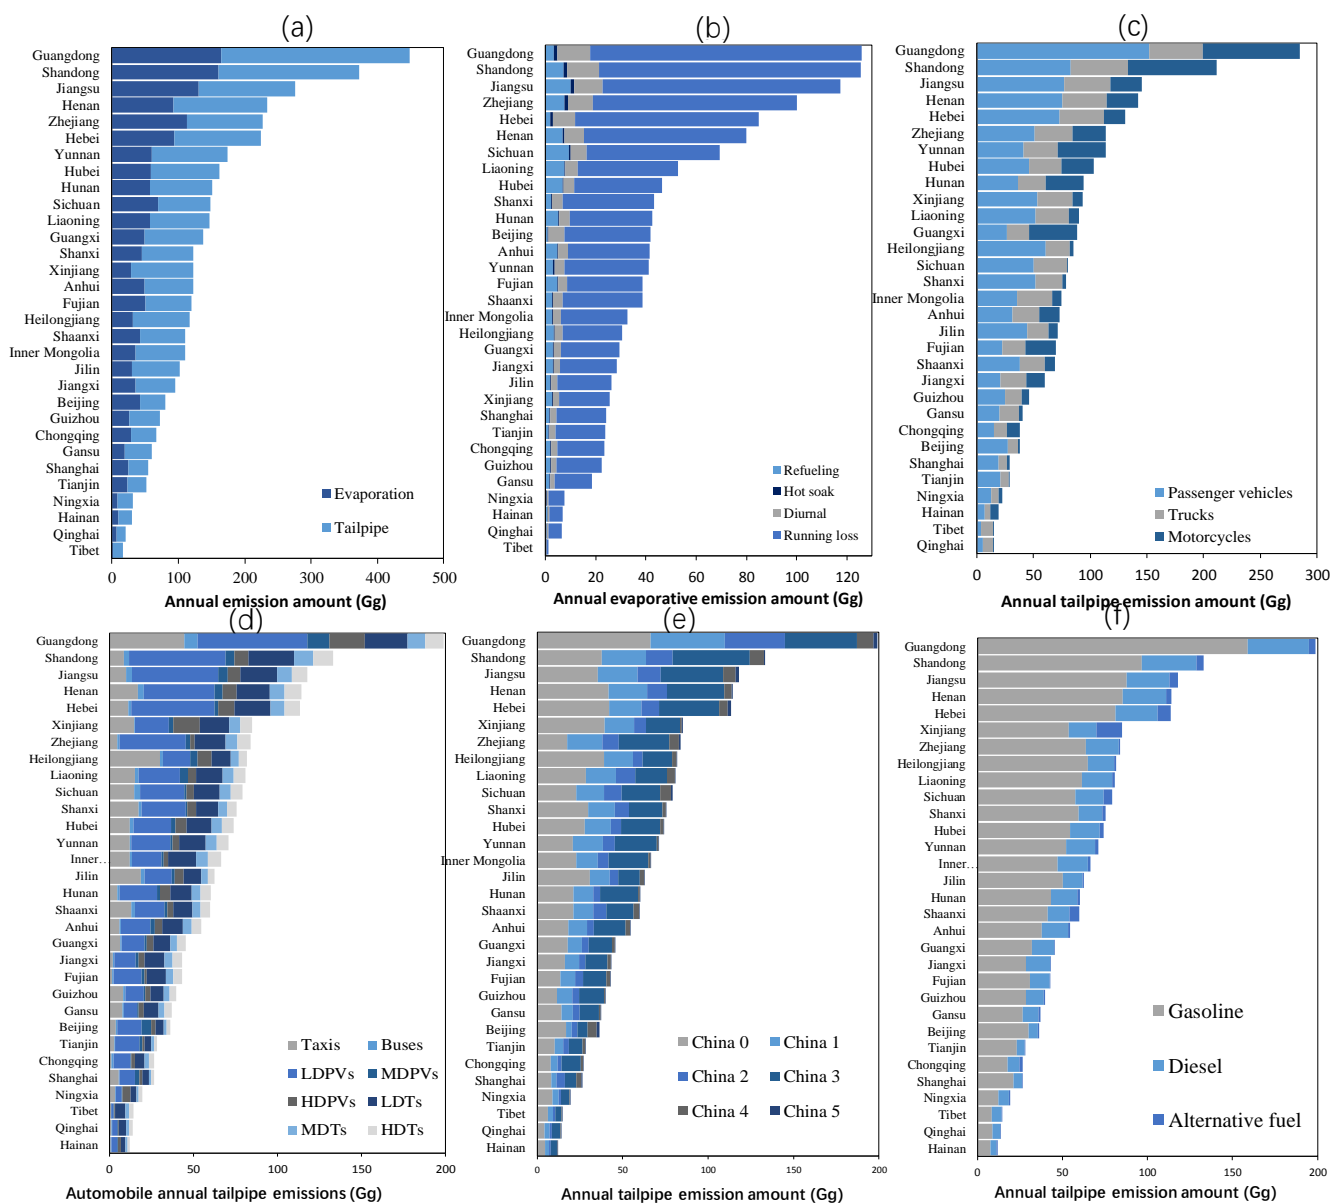 (a)
Guangdong
Shandong
Jiangsu
Henan
Zhejiang
Hebei
Yunnan
Hubei
Hunan
Sichuan
Liaoning
Guangxi
Shanxi
Xinjiang
Anhui
Fujian
Heilongjiang
Shaanxi
Inner Mongolia
Jilin
Jiangxi
Beijing
Guizhou
Chongqing
Gansu
Shanghai
Tianjin
Ningxia
Hainan
Qinghai
Tibet
Evaporation
Tailpipe
0 100 200 300 400 500
Annual emission amount (Gg)
(b)
Guangdong
Shandong
Jiangsu
Zhejiang
Hebei
Henan
Sichuan
Liaoning
Hubei
Shanxi
Hunan
Beijing
Anhui
Yunnan
Fujian
Shaanxi
Inner Mongolia
Heilongjiang
Guangxi
Jiangxi
Jilin
Xinjiang
Shanghai
Tianjin
Chongqing
Guizhou
Gansu
Ningxia
Hainan
Qinghai
Tibet
Refueling
Hot soak
Diurnal
Running loss
0 20 40 60 80 100 120
Annual evaporative emission amount (Gg)
(c)
Guangdong
Shandong
Jiangsu
Henan
Hebei
Zhejiang
Yunnan
Hubei
Hunan
Xinjiang
Liaoning
Guangxi
Heilongjiang
Sichuan
Shanxi
Inner Mongolia
Anhui
Jilin
Fujian
Shaanxi
Jiangxi
Guizhou
Gansu
Chongqing
Beijing
Shanghai
Tianjin
Ningxia
Hainan
Tibet
Qinghai
Passenger vehicles
Trucks
Motorcycles
0 50 100 150 200 250 300
Annual tailpipe emission amount (Gg)
(d)
Guangdong
Shandong
Jiangsu
Henan
Hebei
Xinjiang
Zhejiang
Heilongjiang
Liaoning
Sichuan
Shanxi
Hubei
Yunnan
Inner…
Jilin
Hunan
Shaanxi
Anhui
Guangxi
Jiangxi
Fujian
Guizhou
Gansu
Beijing
Tianjin
Chongqing
Shanghai
Ningxia
Tibet
Qinghai
Hainan
Taxis Buses
LDPVs MDPVs
HDPVs LDTs
MDTs HDTs
0 50 100 150 200
Automobile annual tailpipe emissions (Gg)
(e)
Guangdong
Shandong
Jiangsu
Henan
Hebei
Xinjiang
Zhejiang
Heilongjiang
Liaoning
Sichuan
Shanxi
Hubei
Yunnan
Inner Mongolia
Jilin
Hunan
Shaanxi
Anhui
Guangxi
Jiangxi
Fujian
Guizhou
Gansu
Beijing
Tianjin
Chongqing
Shanghai
Ningxia
Tibet
Qinghai
Hainan
China 0 China 1
China 2 China 3
China 4 China 5
0 50 100 150 200
Annual tailpipe emission amount (Gg)
(f)
Guangdong
Shandong
Jiangsu
Henan
Hebei
Xinjiang
Zhejiang
Heilongjiang
Liaoning
Sichuan
Shanxi
Hubei
Yunnan
Inner…
Jilin
Hunan
Shaanxi
Anhui
Guangxi
Jiangxi
Fujian
Guizhou
Gansu
Beijing
Tianjin
Chongqing
Shanghai
Ningxia
Tibet
Qinghai
Hainan
Gasoline
Diesel
Alternative fuel
0 50 100 150 200
Annual tailpipe emission amount (Gg)